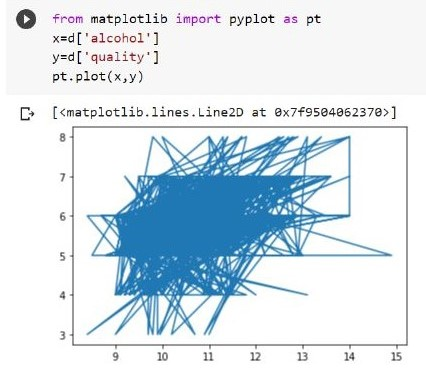 from matplotlib import pyplot as pt
x=d['alcohol']
y=d['quality']
pt.plot(x,y)
[<matplotlib.lines.Line2D at 0x7f9504062370>]
8
7
6
5
4
3
9 10 11 12 13 14 15